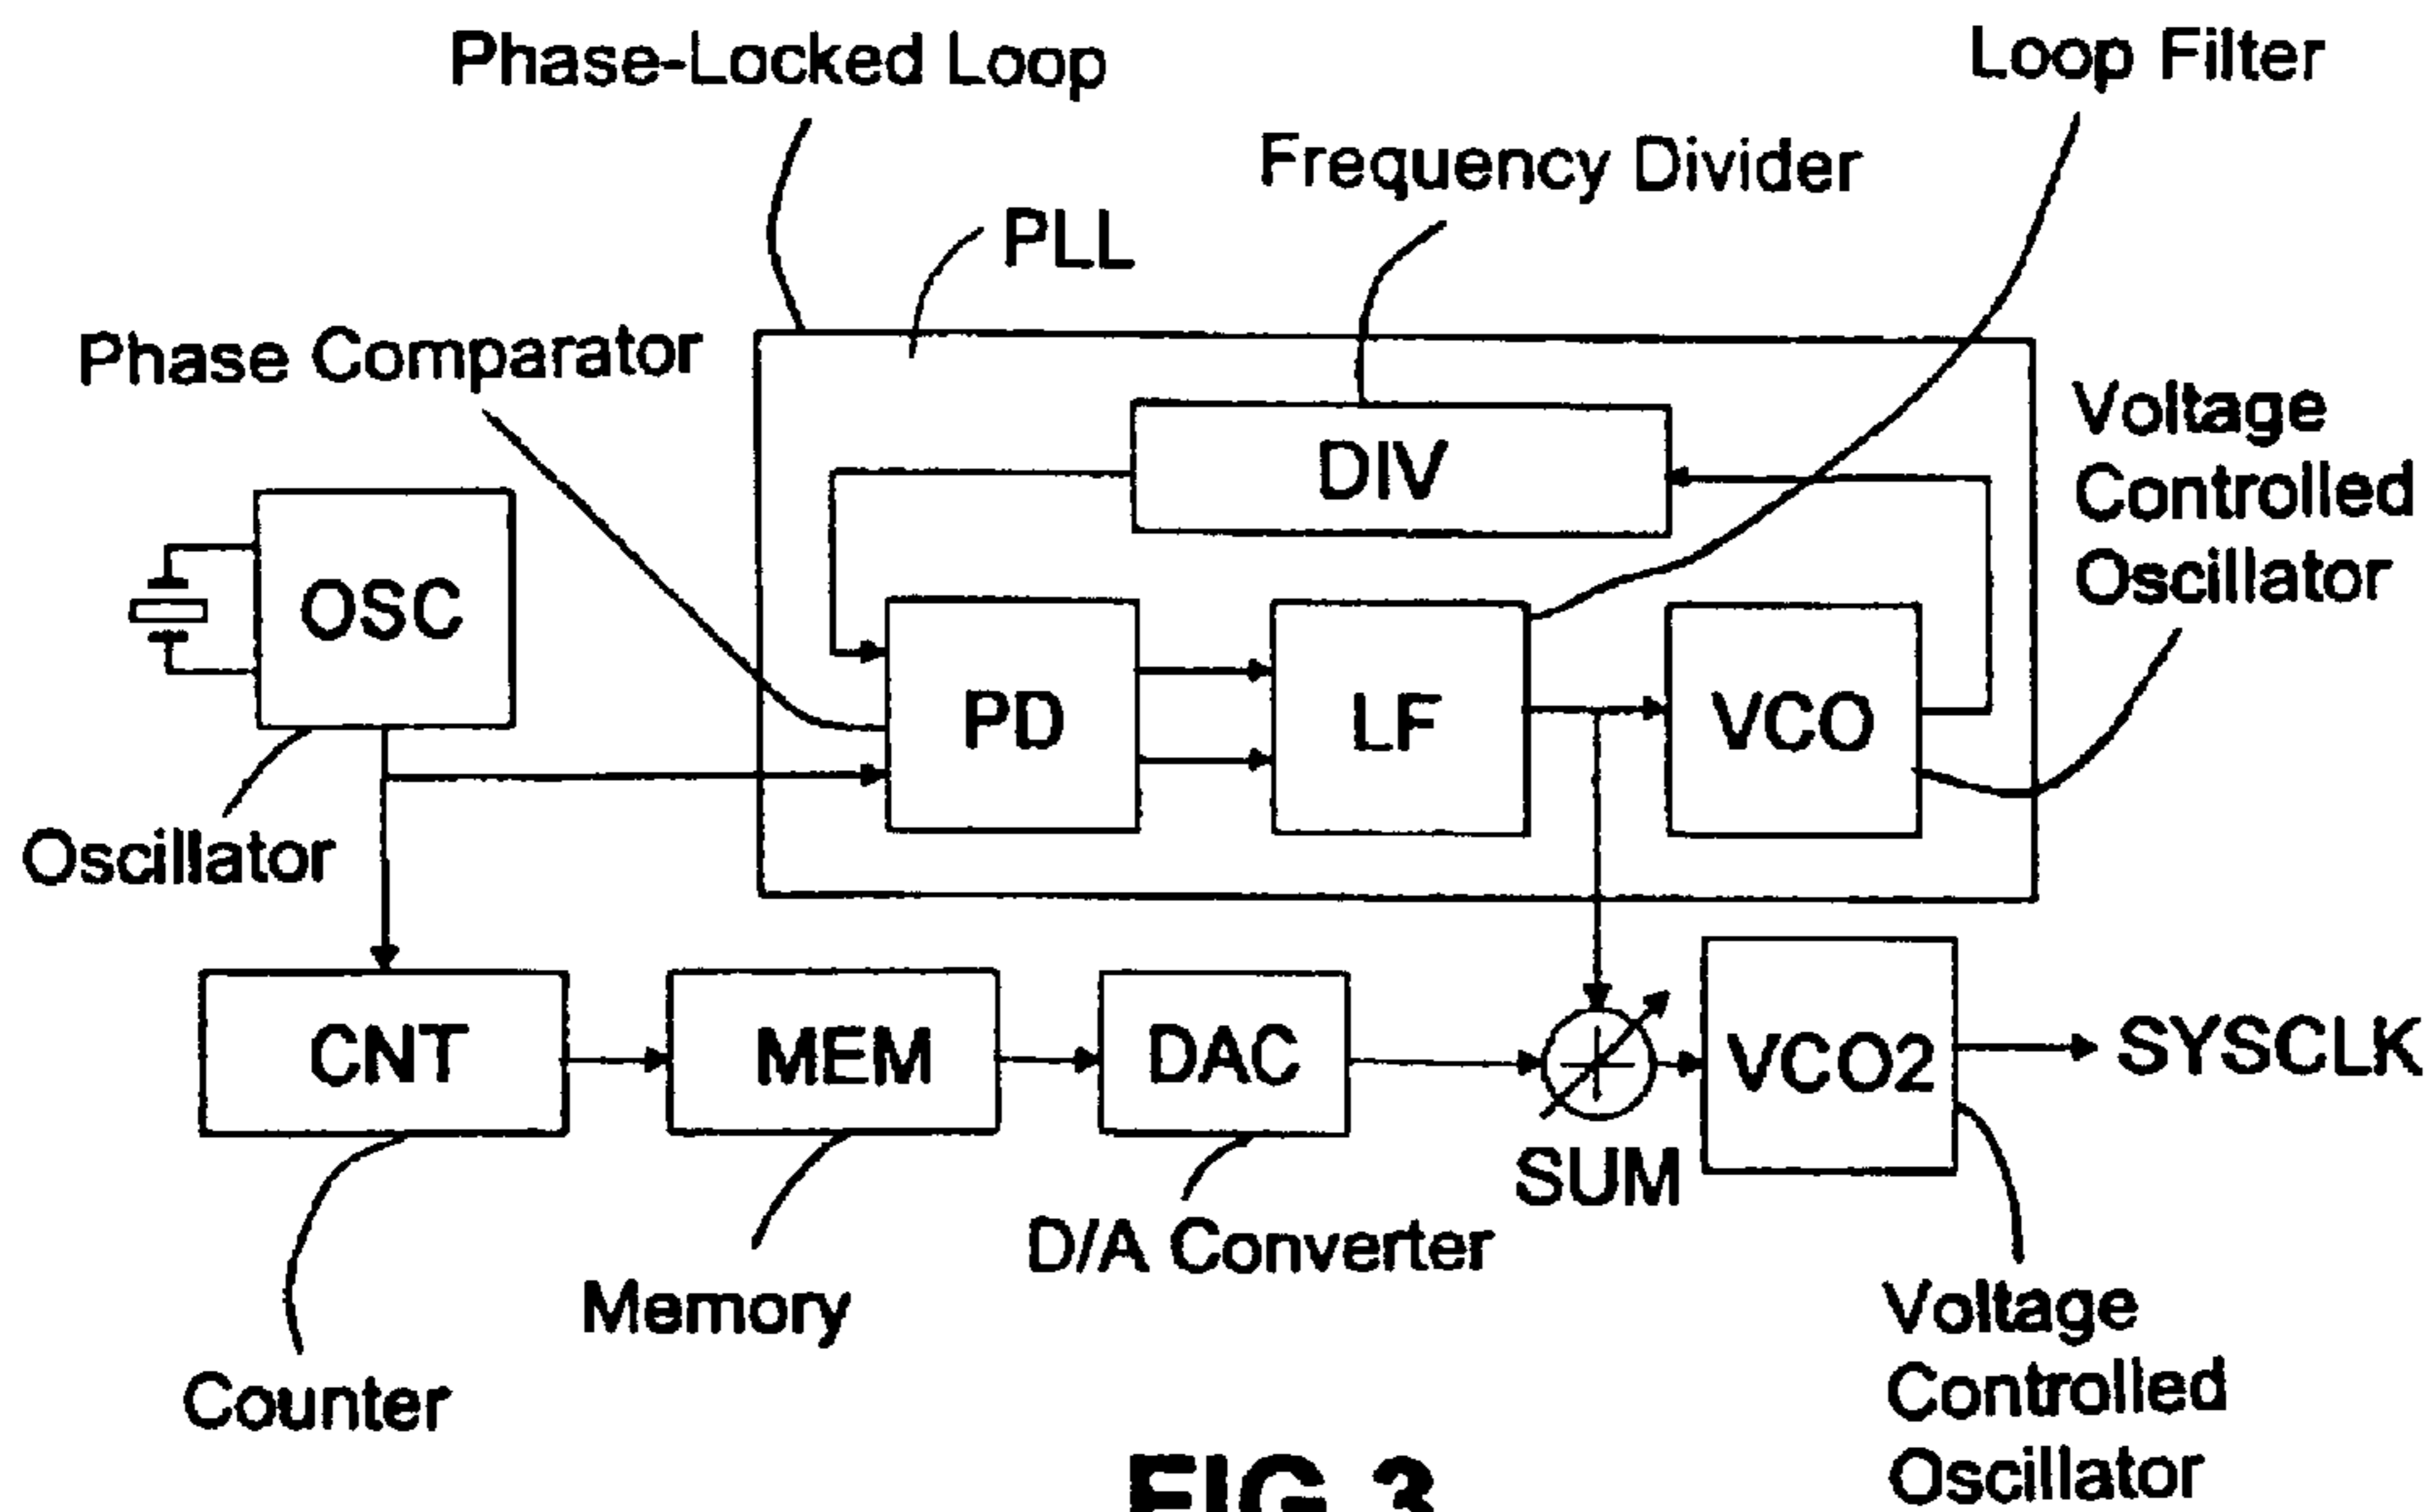 Phase-Locked Loop
Loop Filter
Frequency Divider
PLL
Phase Comparator
Voltage
Controlled
Oscillator
DIV
OSC
PD
LF
VCO
Oscillator
CNT
MEM
DAC
VCO2
SYSCLK
SUM
D/A Converter
Memory
Counter
Voltage
Controlled
Oscillator
FIG 3